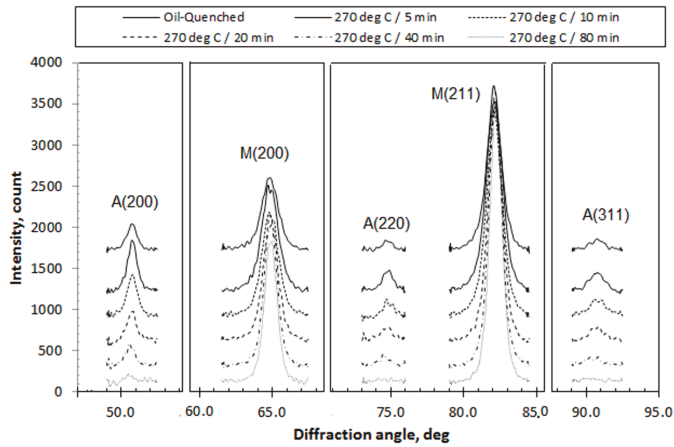 Oil-Quenched 270 deg C / 5 min 270 deg C / 10 min
270 deg C / 20 min 270 deg C / 40 min 270 deg C / 80 min
4000
3500
3000
2500
2000
1500
1000
500
0
Intensity, count
A(200)
M(200)
A(220)
M(211)
A(311)
50.0 60.0 65.0 75.0 80.0 85,0 90.0 95.0
Diffraction angle, deg